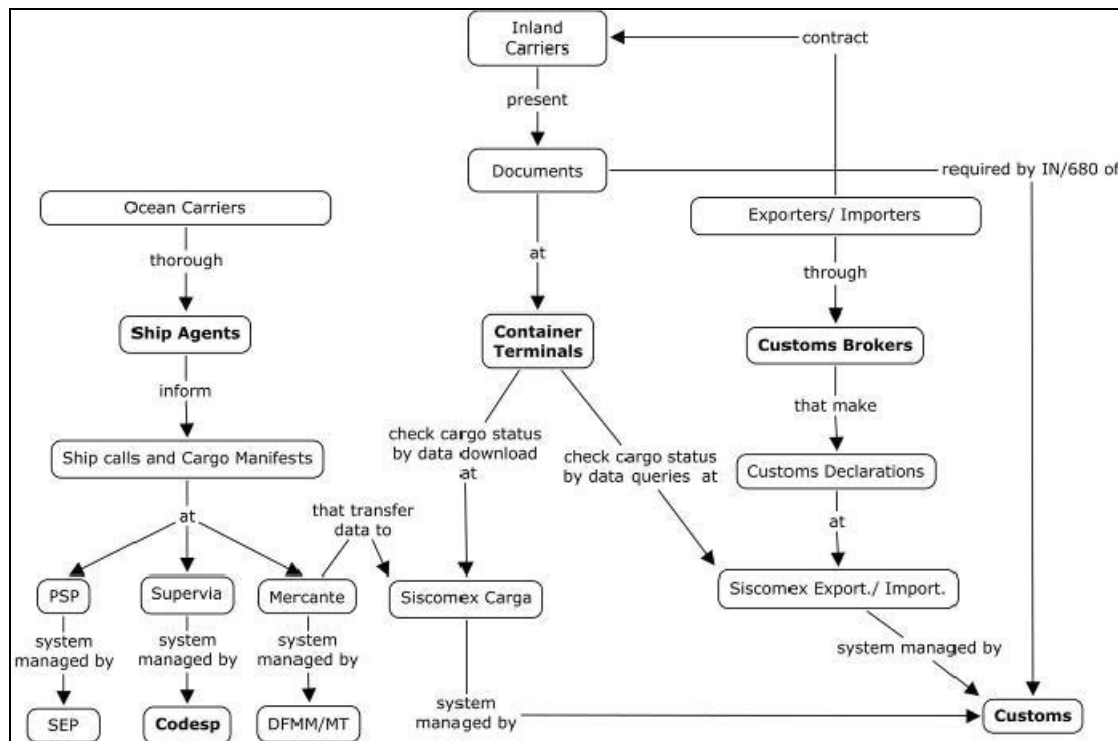 Inland
Carriers
contract
present
Documents
required by IN/680 of
Ocean Carriers
Exporters/ Importers
thorough
at
through
Ship Agents
Container
Terminals
Customs Brokers
inform
that make
check cargo status
by data download
at
check cargo status
by data queries at
Ship calls and Cargo Manifests
Customs Declarations
at
that transfer
data to
at
PSP
Supervia
Mercante
Siscomex Carga
Siscomex Export./ Import.
system
managed by
system
managed by
system
managed by
system managed by
system
managed by
SEP
Codesp
DFMM/MT
Customs